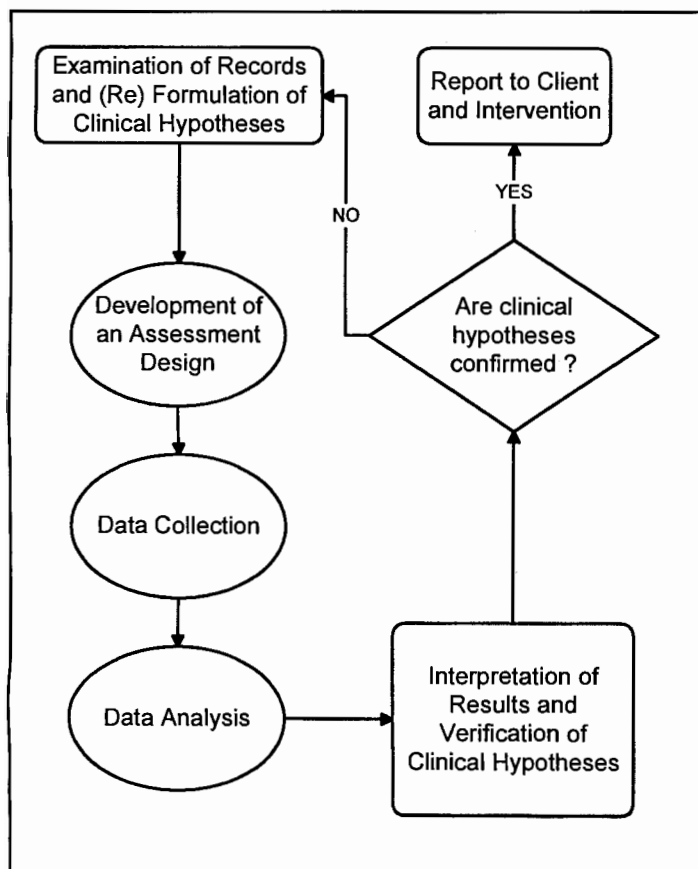 Examination of Records
and (Re) Formulation of
Clinical Hypotheses
Development of
an Assessment
Design
Data Collection
Data Analysis
Interpretation of
Results and
Verification of
Clinical Hypotheses
Are clinical
hypotheses
confirmed ?
NO
YES
Report to Client
and Intervention